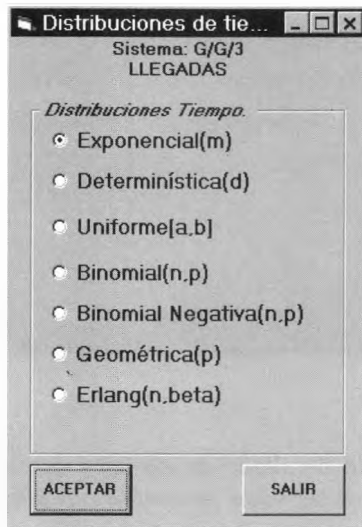 Distribuciones de tie...
Sistema: G/G/3
LLEGADAS
Distribuciones Tiempo.
Exponencial(m)
Determinística(d)
Uniforme[a,b]
Binomial(n,p)
Binomial Negativa(n,p)
Geométrica(p)
Erlang(n,beta)
ACEPTAR
SALIR